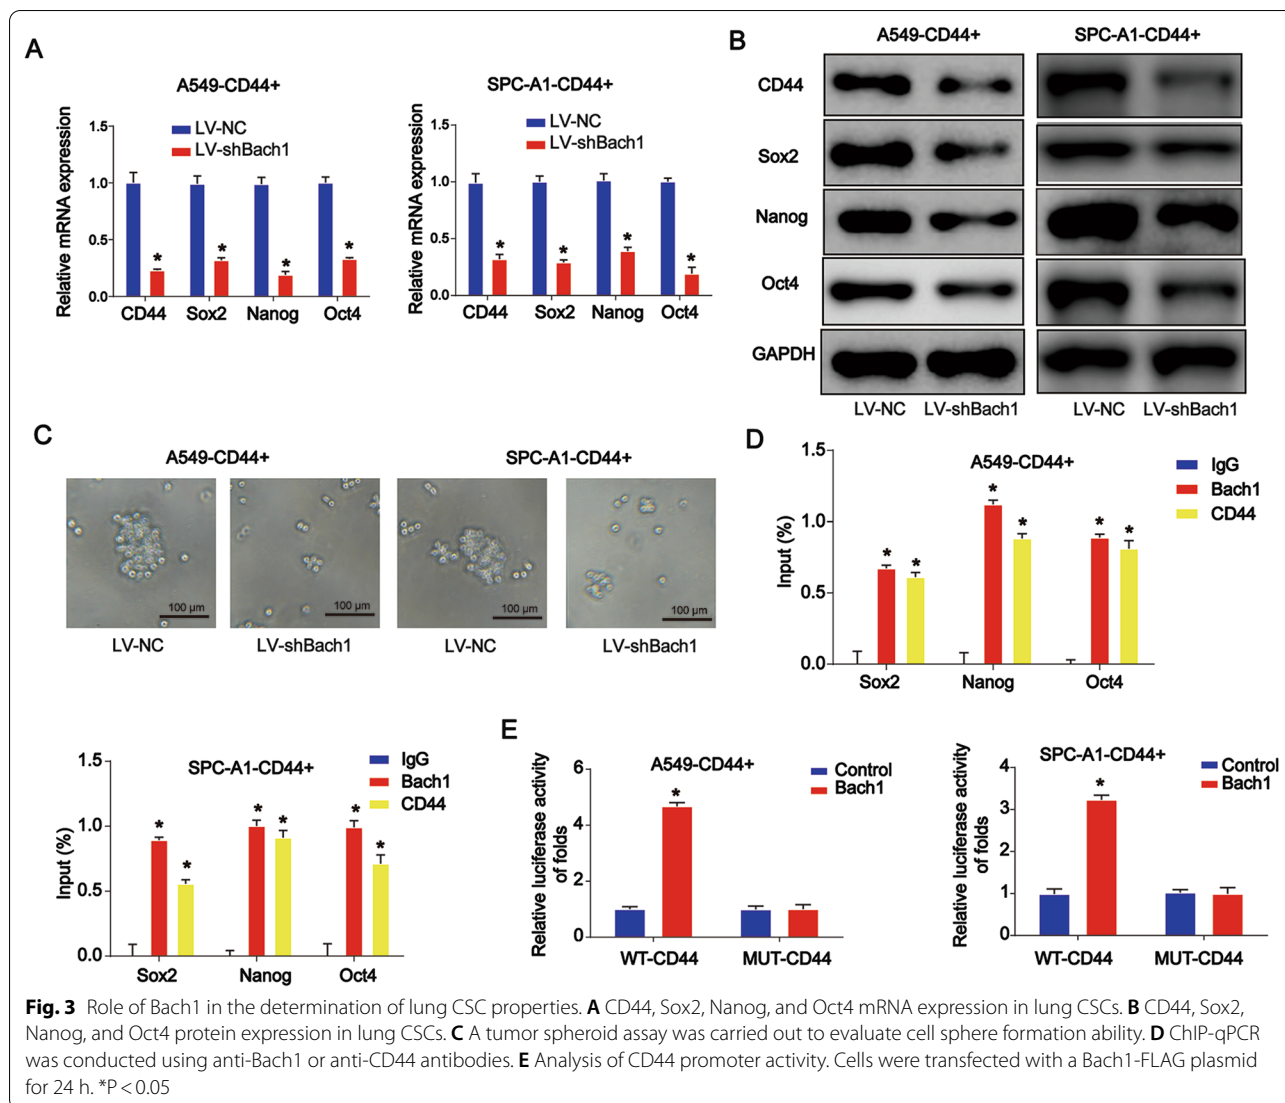 A
A549-CD44+
SPC-A1-CD44+
Relative mRNA expression
1.5
1.0
0.5
0.0
LV-NC
LV-shBach1
* * * *
CD44 Sox2 Nanog Oct4
Relative mRNA expression
1.5
1.0
0.5
0.0
LV-NC
LV-shBach1
* * * *
CD44 Sox2 Nanog Oct4
B
A549-CD44+ SPC-A1-CD44+
CD44
Sox2
Nanog
Oct4
GAPDH
LV-NC LV-shBach1 LV-NC LV-shBach1
C
A549-CD44+ SPC-A1-CD44+
100 μm 100 μm 100 μm 100 μm
LV-NC LV-shBach1 LV-NC LV-shBach1
D
A549-CD44+
Input (%)
1.5
1.0
0.5
0.0
IgG
Bach1
CD44
* * * * * *
Sox2 Nanog Oct4
SPC-A1-CD44+
Input (%)
1.5
1.0
0.5
0.0
IgG
Bach1
CD44
* * * * * *
Sox2 Nanog Oct4
E
A549-CD44+
Relative luciferase activity
of folds
6
4
2
0
Control
Bach1
*
WT-CD44 MUT-CD44
SPC-A1-CD44+
Relative luciferase activity
of folds
4
3
2
1
0
Control
Bach1
*
WT-CD44 MUT-CD44
Fig. 3 Role of Bach1 in the determination of lung CSC properties. A CD44, Sox2, Nanog, and Oct4 mRNA expression in lung CSCs. B CD44, Sox2,
Nanog, and Oct4 protein expression in lung CSCs. C A tumor spheroid assay was carried out to evaluate cell sphere formation ability. D ChIP-qPCR
was conducted using anti-Bach1 or anti-CD44 antibodies. E Analysis of CD44 promoter activity. Cells were transfected with a Bach1-FLAG plasmid
for 24 h. *P < 0.05